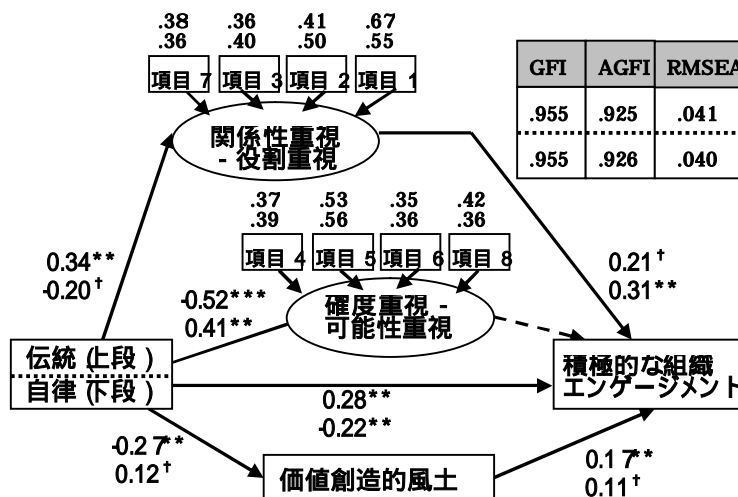 .38 .36 .41 .67
.36 .40 .50 .55
項目 7 項目 3 項目 2 項目 1
関係性重視
- 役割重視
GFI AGFI RMSEA
.955 .925 .041
.955 .926 .040
.37 .53 .35 .42
.39 .56 .36 .36
項目 4 項目 5 項目 6 項目 8
確度重視 -
可能性重視
0.34**
-0.20†
-0.52***
0.41**
0.21†
0.31**
伝統 (上段)
自律 (下段)
積極的な組織
エンゲージメント
0.28**
-0.22**
-0.27**
0.12†
価値創造的風土
0.17**
0.11†